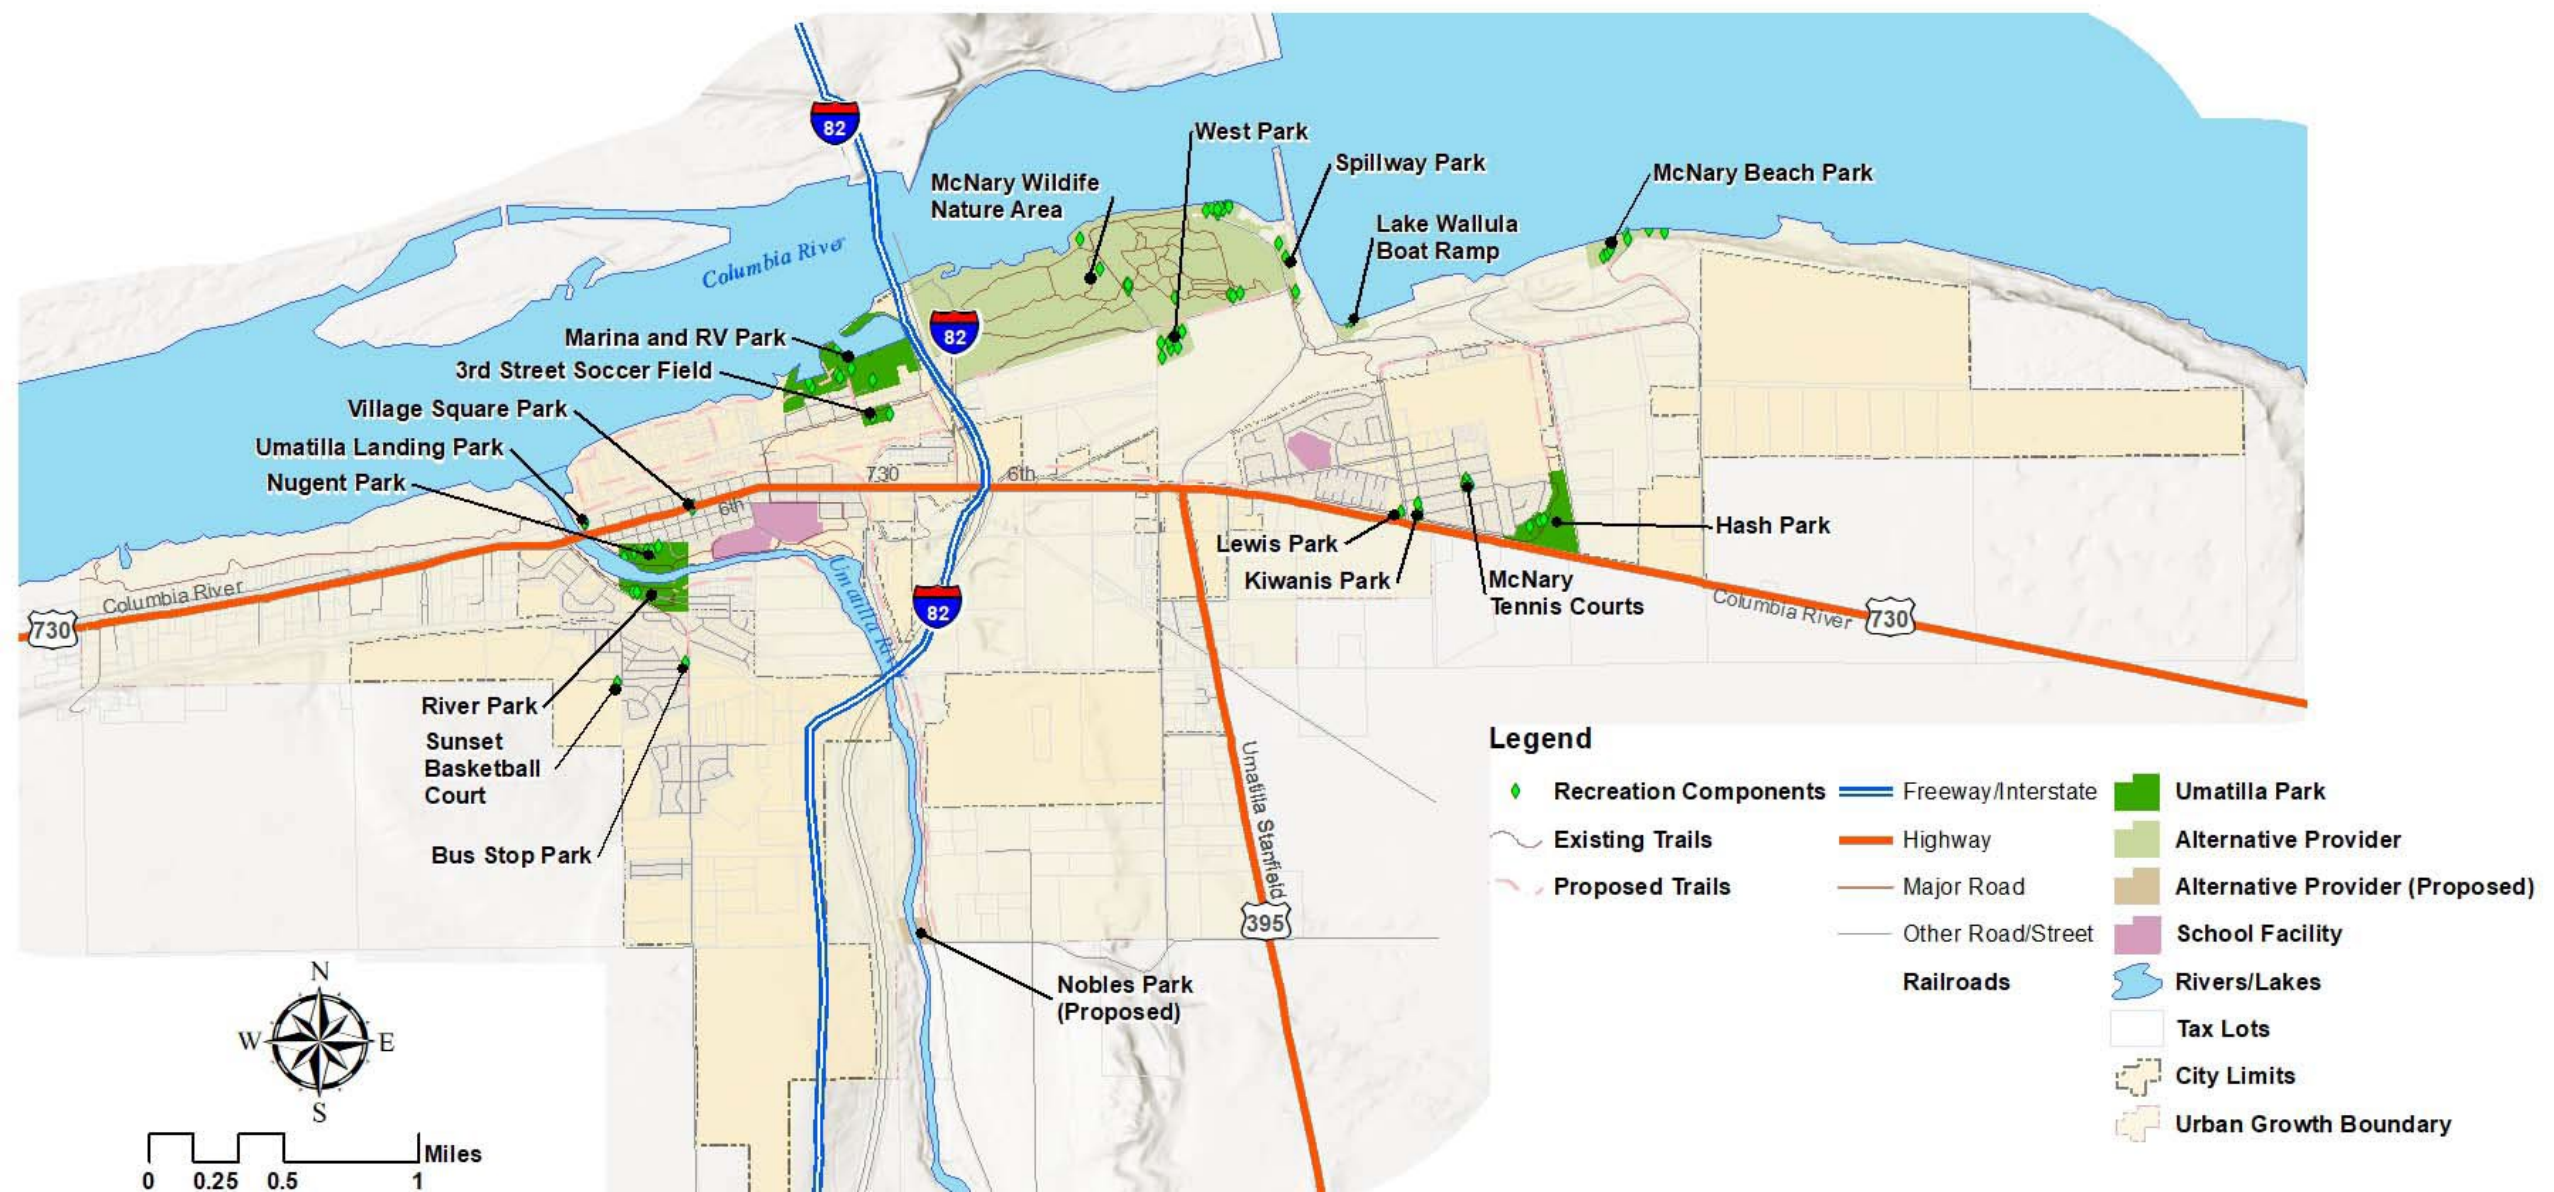 82
West Park
Spillway Park
McNary Wildife
Nature Area
McNary Beach Park
Lake Wallula
Boat Ramp
Columbia River
82
Marina and RV Park
3rd Street Soccer Field
Village Square Park
Umatilla Landing Park
Nugent Park
730
6th
6th
Hash Park
Lewis Park
Kiwanis Park
McNary
Tennis Courts
Columbia River
730
Umatilla Riv
82
Columbia River
730
River Park
Sunset
Basketball
Court
Bus Stop Park
Umatilla Stanfield
395
Nobles Park
(Proposed)
Legend
Recreation Components
Existing Trails
Proposed Trails
Freeway/Interstate
Highway
Major Road
Other Road/Street
Railroads
Umatilla Park
Alternative Provider
Alternative Provider (Proposed)
School Facility
Rivers/Lakes
Tax Lots
City Limits
Urban Growth Boundary
N
W E
S
Miles
0 0.25 0.5 1